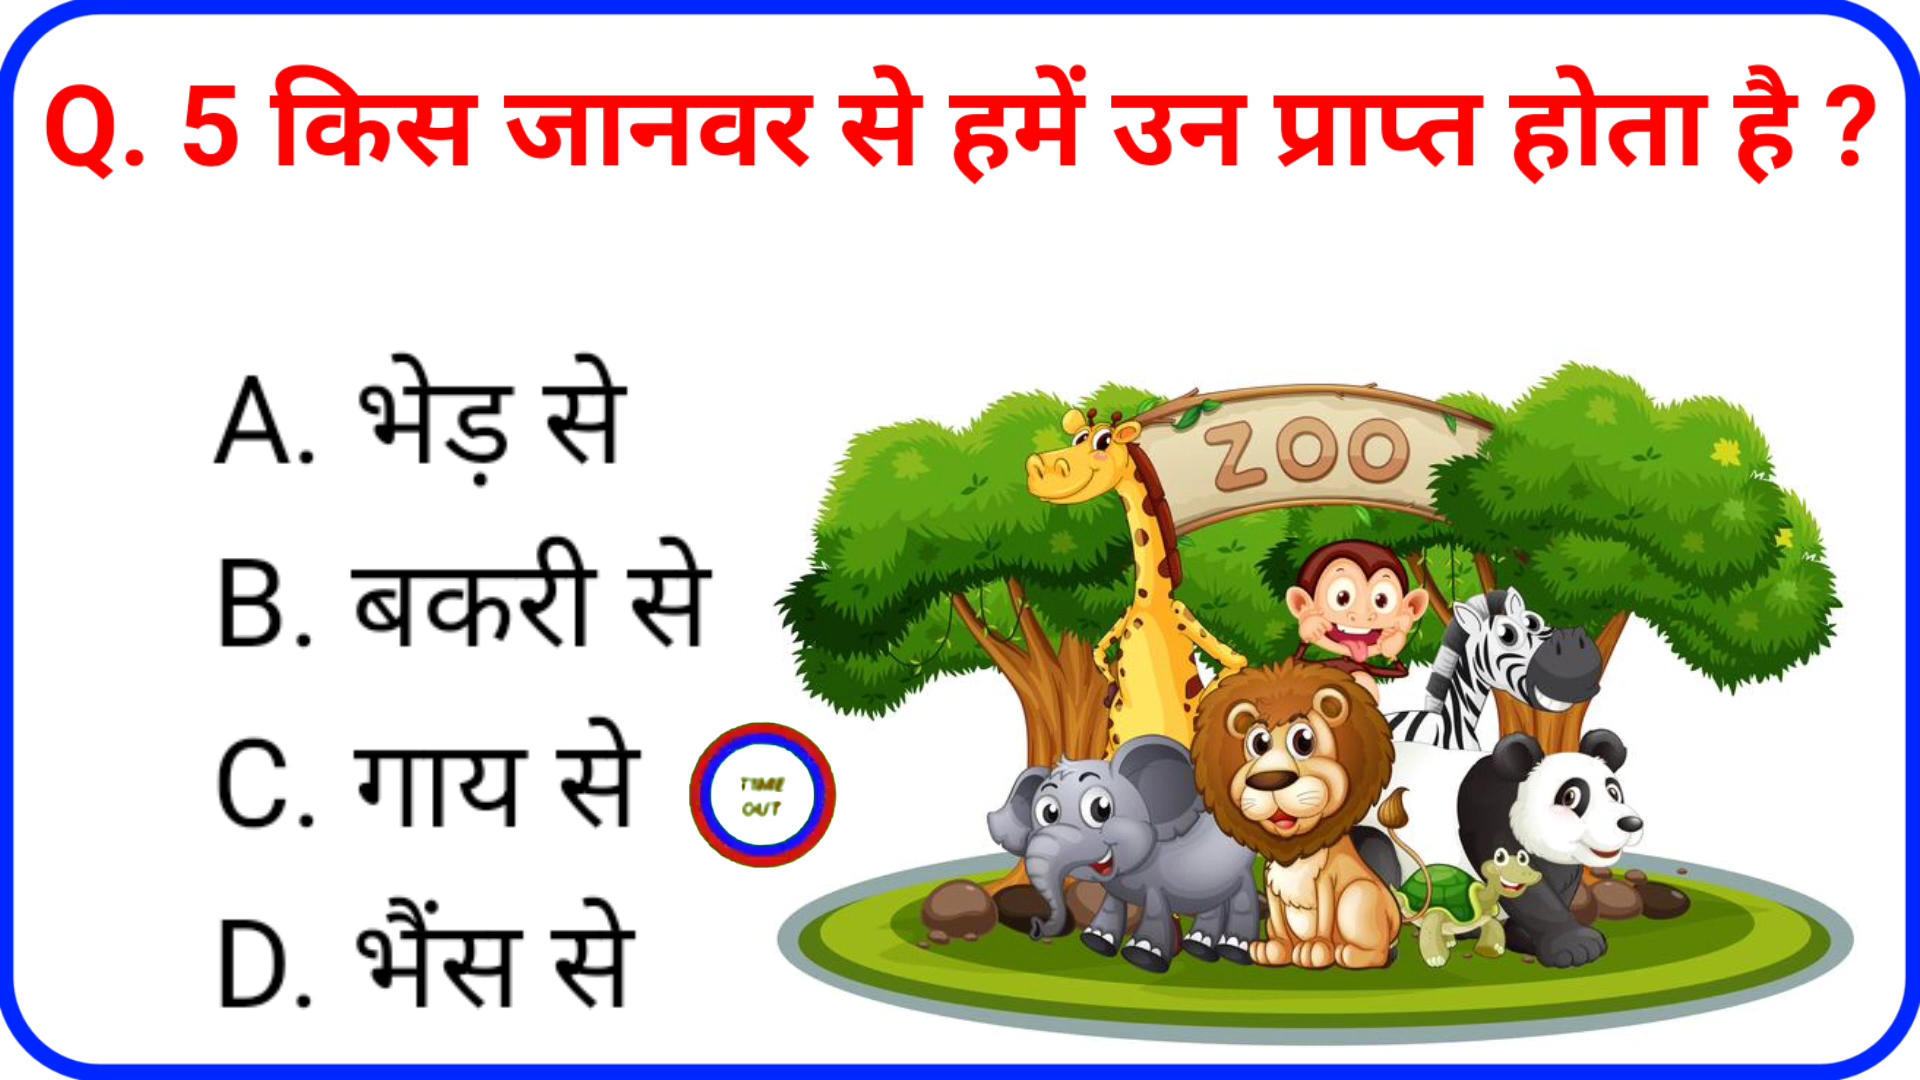 Q. 5 किस जानवर से हमें उन प्राप्त होता है ?
ZOO
A. भेड़ से
B. बकरी से
C. गाय से
TIME
OUT
D. भैंस से